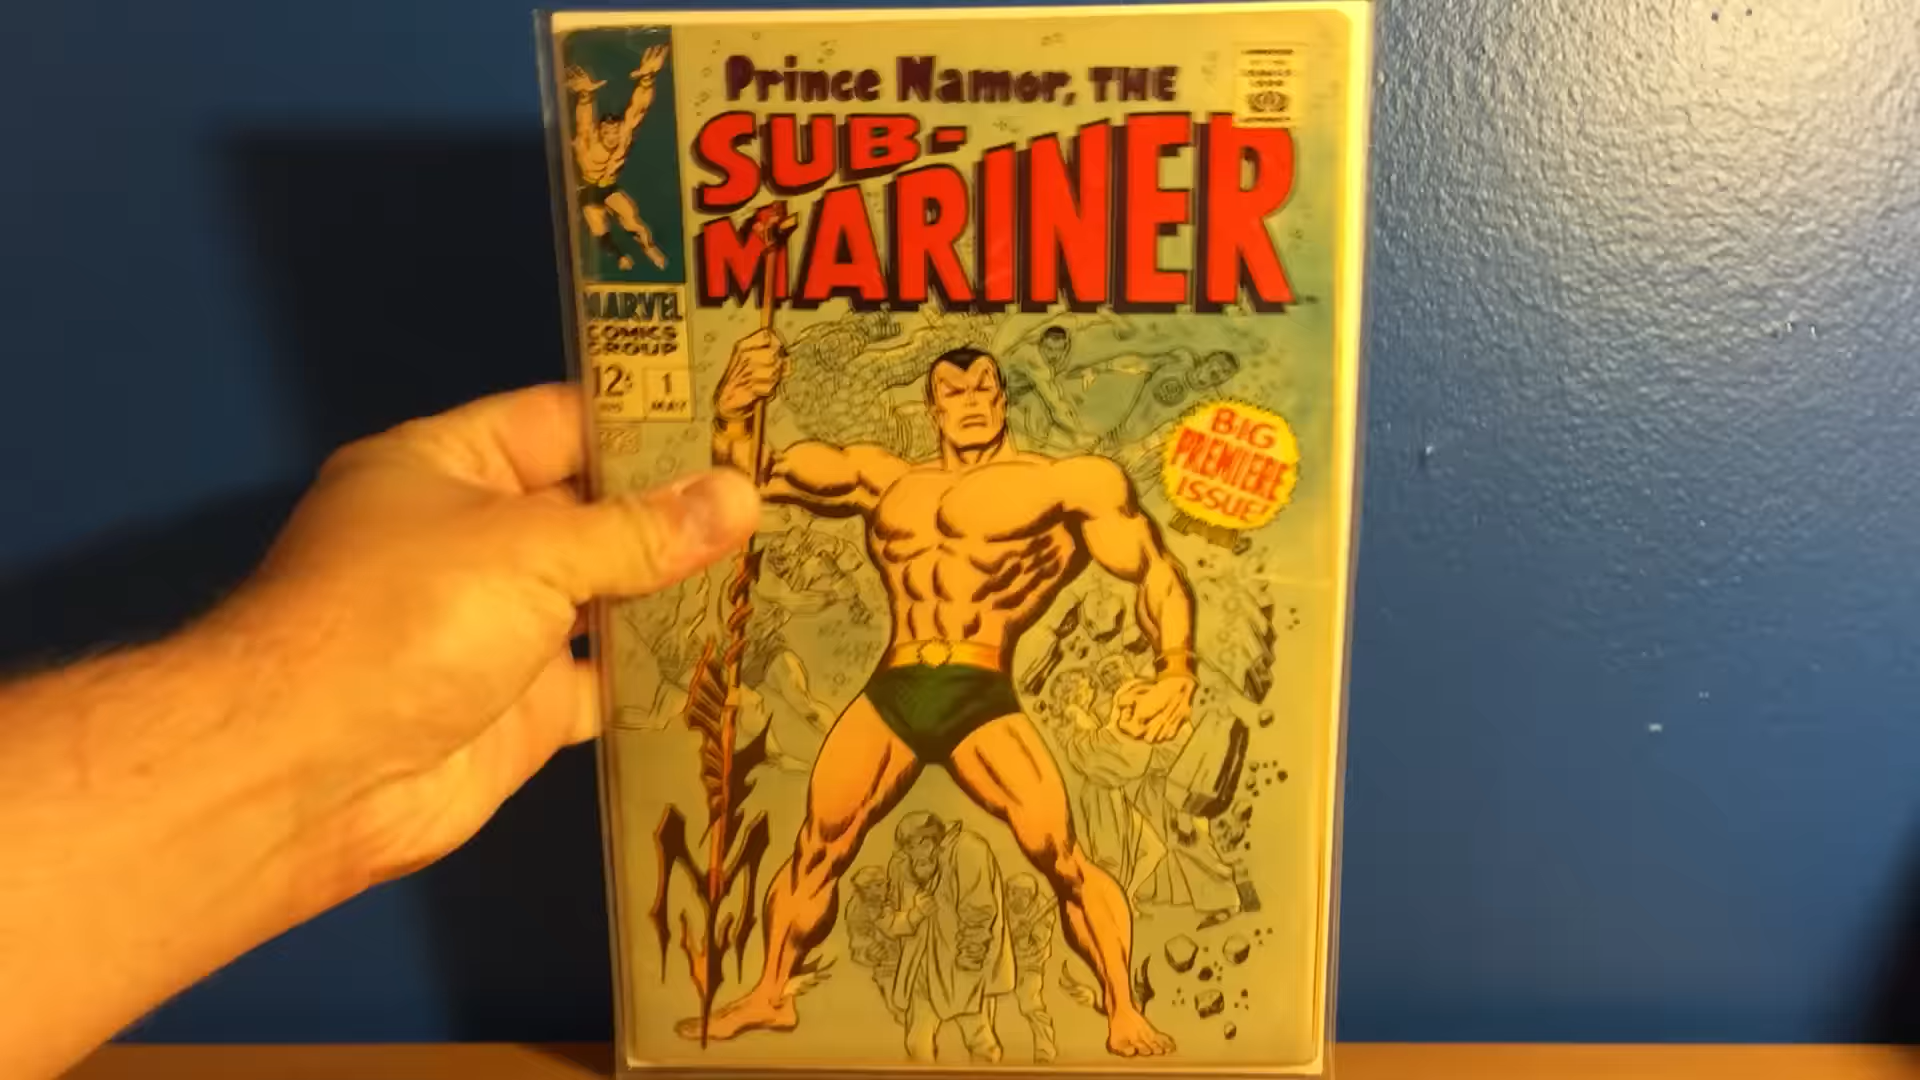 Prince Namor, THE
SUB-
MARINER
MARVEL
COMICS
GROUP
12¢ 1
MAY
BIG
PREMIERE
ISSUE!